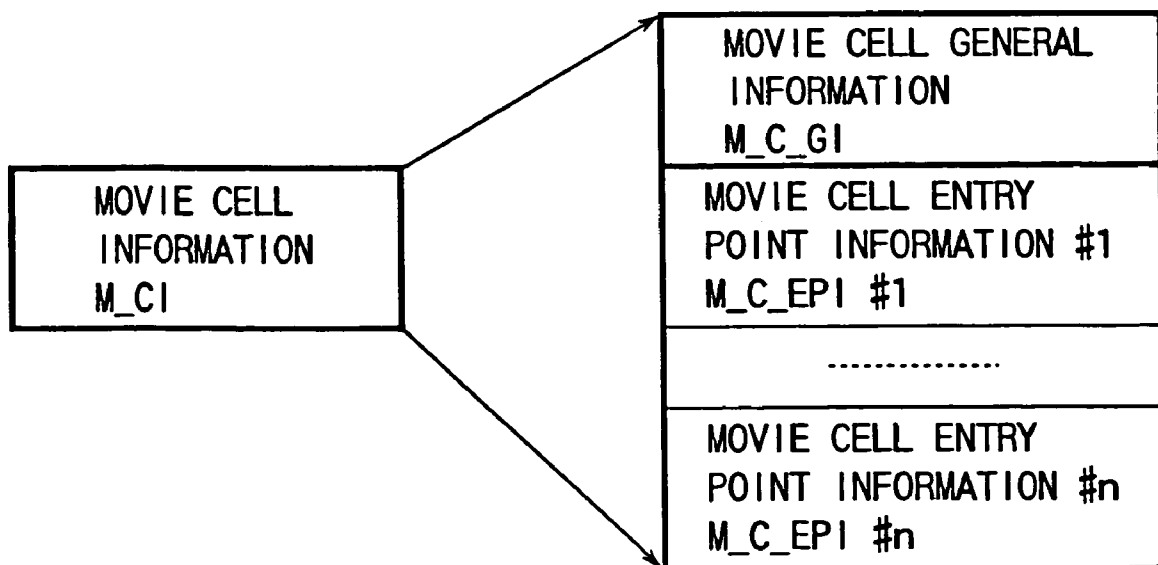 MOVIE CELL
INFORMATION
M_CI
MOVIE CELL GENERAL
INFORMATION
M_C_GI
MOVIE CELL ENTRY
POINT INFORMATION #1
M_C_EPI #1
..................
MOVIE CELL ENTRY
POINT INFORMATION #n
M_C_EPI #n